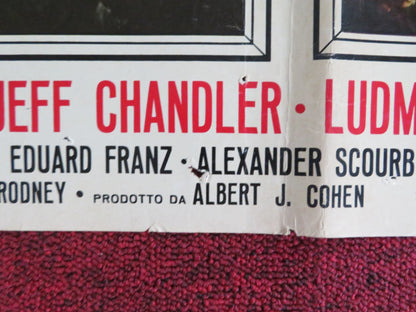 JEFF CHANDLER · LUDM
EDUARD FRANZ · ALEXANDER SCOURB
RODNEY · PRODOTTO DA ALBERT J. COHEN